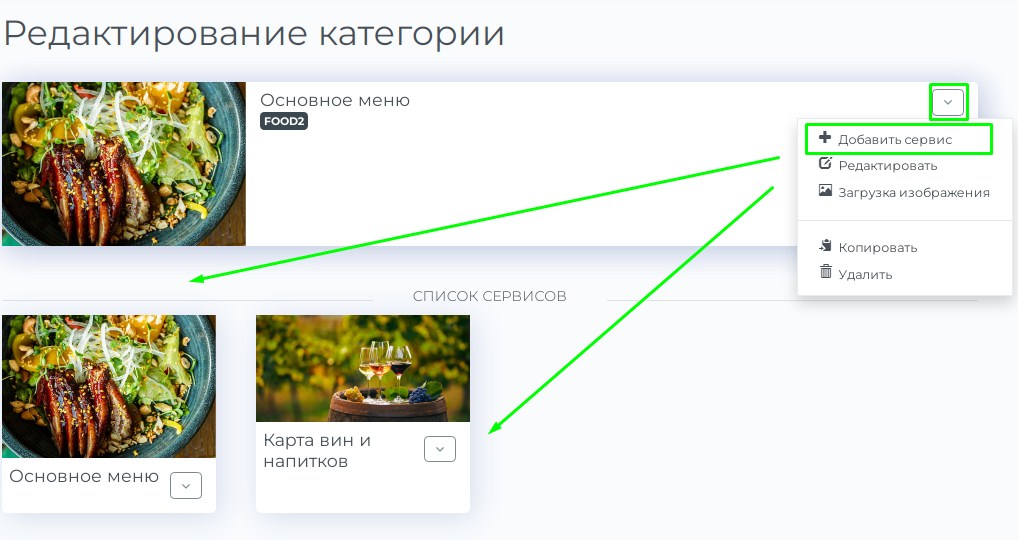 Редактирование категории
Основное меню
FOOD2
Добавить сервис
Редактировать
Загрузка изображения
Копировать
Удалить
СПИСОК СЕРВИСОВ
Основное меню
Карта вин и
напитков